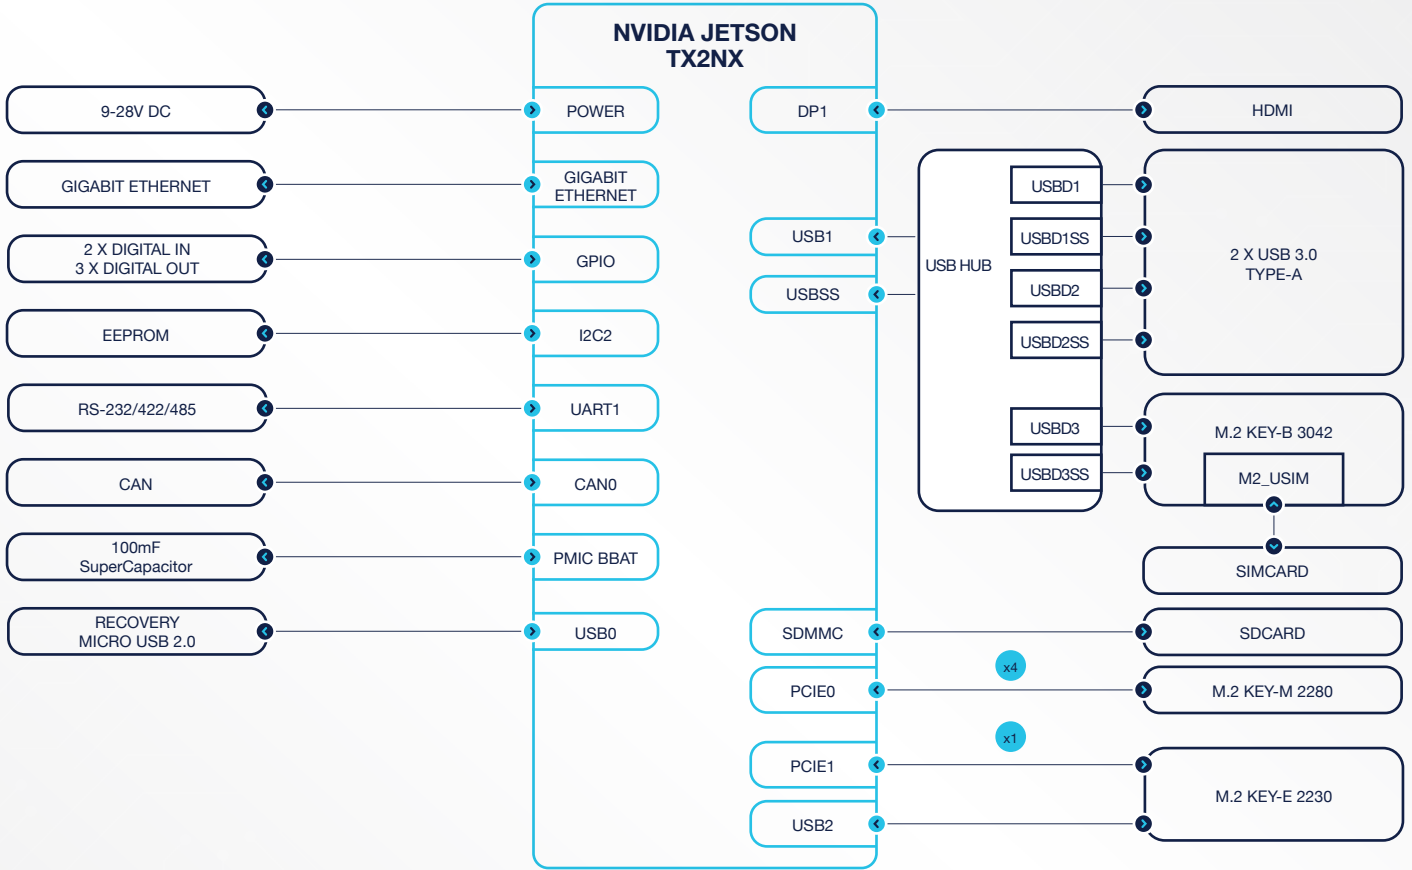 NVIDIA JETSON
TX2NX
9-28V DC
POWER
DP1
HDMI
GIGABIT ETHERNET
GIGABIT
ETHERNET
2 X DIGITAL IN
3 X DIGITAL OUT
GPIO
EEPROM
I2C2
RS-232/422/485
UART1
CAN
CAN0
100mF
SuperCapacitor
PMIC BBAT
RECOVERY
MICRO USB 2.0
USB0
USB1
USBSS
USB HUB
USBD1
USBD1SS
USBD2
USBD2SS
USBD3
USBD3SS
2 X USB 3.0
TYPE-A
M.2 KEY-B 3042
M2_USIM
SIMCARD
SDMMC
SDCARD
x4
PCIE0
M.2 KEY-M 2280
x1
PCIE1
USB2
M.2 KEY-E 2230